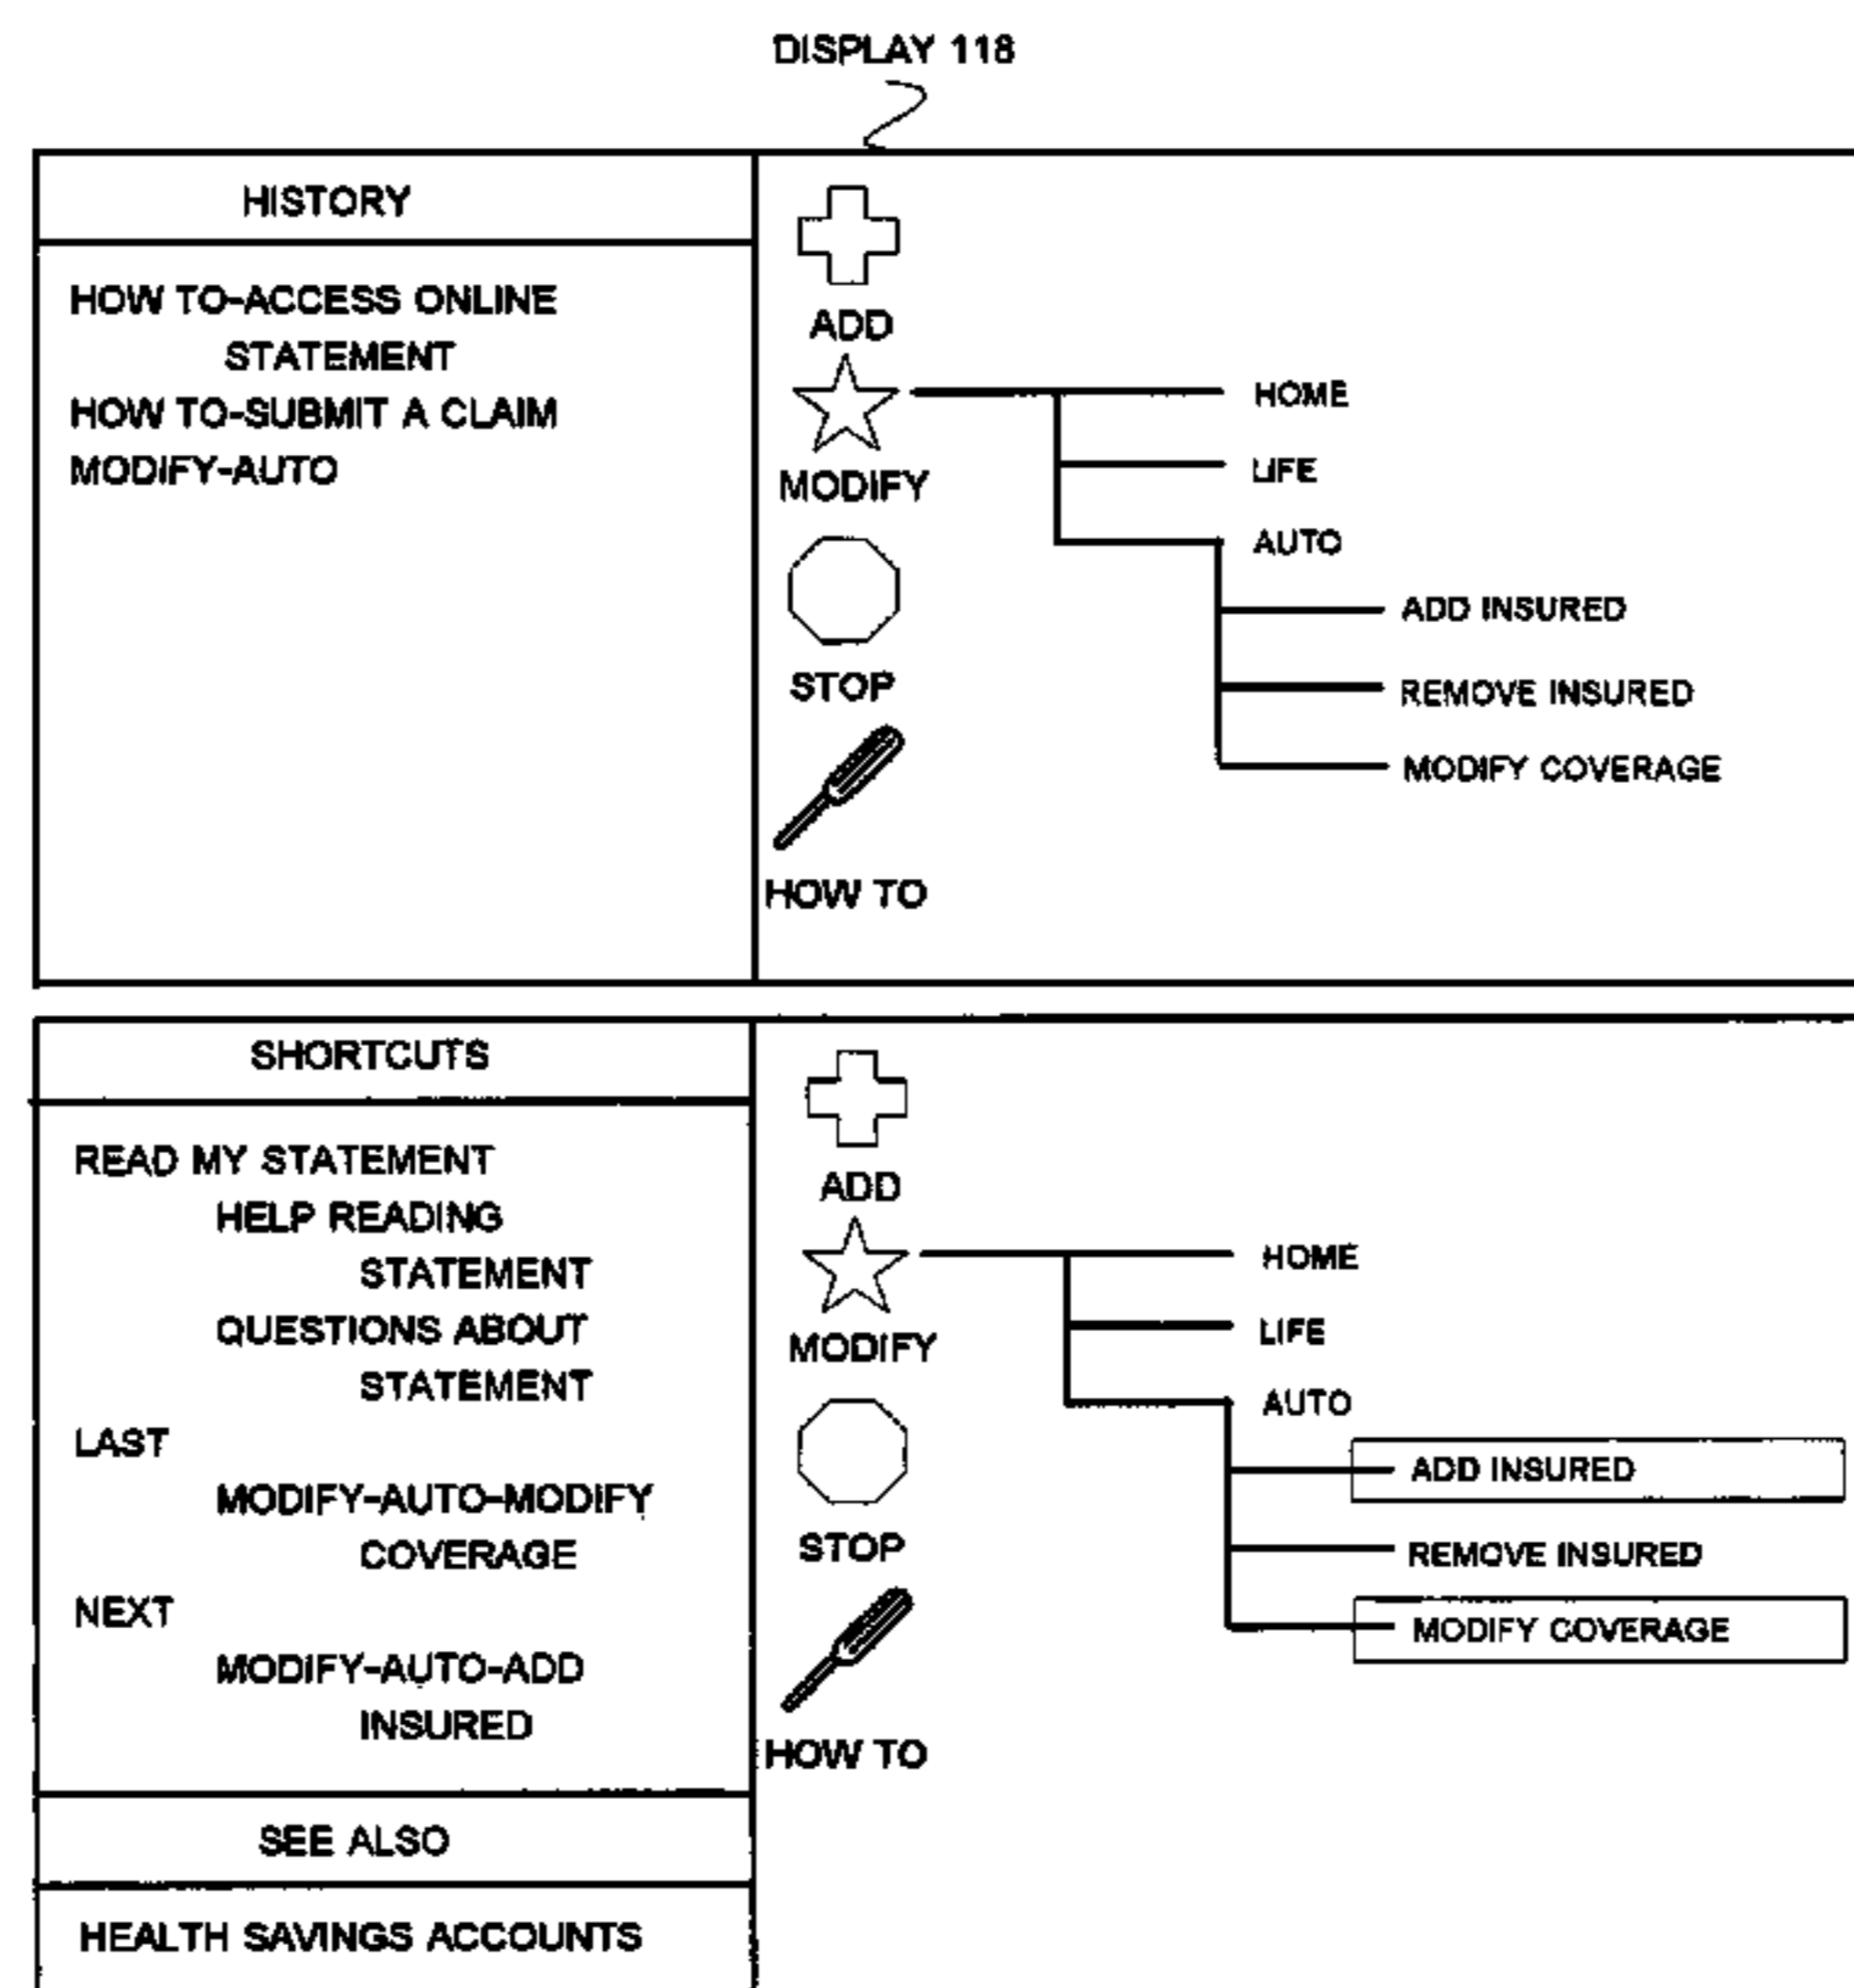 DISPLAY 118
HISTORY
HOW TO-ACCESS ONLINE
STATEMENT
HOW TO-SUBMIT A CLAIM
MODIFY-AUTO
ADD
MODIFY
STOP
HOW TO
HOME
LIFE
AUTO
ADD INSURED
REMOVE INSURED
MODIFY COVERAGE
SHORTCUTS
READ MY STATEMENT
HELP READING
STATEMENT
QUESTIONS ABOUT
STATEMENT
LAST
MODIFY-AUTO-MODIFY
COVERAGE
NEXT
MODIFY-AUTO-ADD
INSURED
SEE ALSO
HEALTH SAVINGS ACCOUNTS
ADD
MODIFY
STOP
HOW TO
HOME
LIFE
AUTO
ADD INSURED
REMOVE INSURED
MODIFY COVERAGE